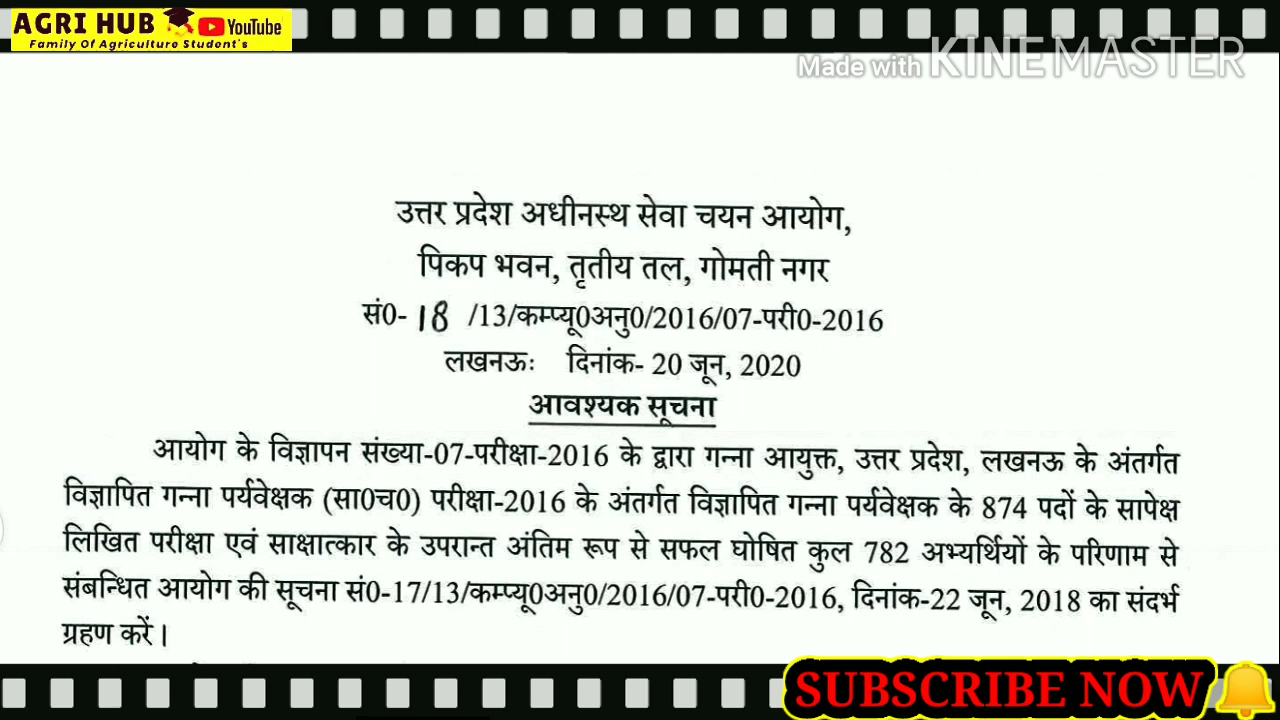 AGRI HUB YouTube
Family Of Agriculture Student's
Made with KINEMASTER
उत्तर प्रदेश अधीनस्थ सेवा चयन आयोग,
पिकप भवन, तृतीय तल, गोमती नगर
सं0- 18 /13/कम्प्यू0अनु0/2016/07-परी0-2016
लखनऊः दिनांक- 20 जून, 2020
आवश्यक सूचना
आयोग के विज्ञापन संख्या-07-परीक्षा-2016 के द्वारा गन्ना आयुक्त, उत्तर प्रदेश, लखनऊ के अंतर्गत
विज्ञापित गन्ना पर्यवेक्षक (सा0च0) परीक्षा-2016 के अंतर्गत विज्ञापित गन्ना पर्यवेक्षक के 874 पदों के सापेक्ष
लिखित परीक्षा एवं साक्षात्कार के उपरान्त अंतिम रूप से सफल घोषित कुल 782 अभ्यर्थियों के परिणाम से
संबन्धित आयोग की सूचना सं0-17/13/कम्प्यू0अनु0/2016/07-परी0-2016, दिनांक-22 जून, 2018 का संदर्भ
ग्रहण करें।
SUBSCRIBE NOW